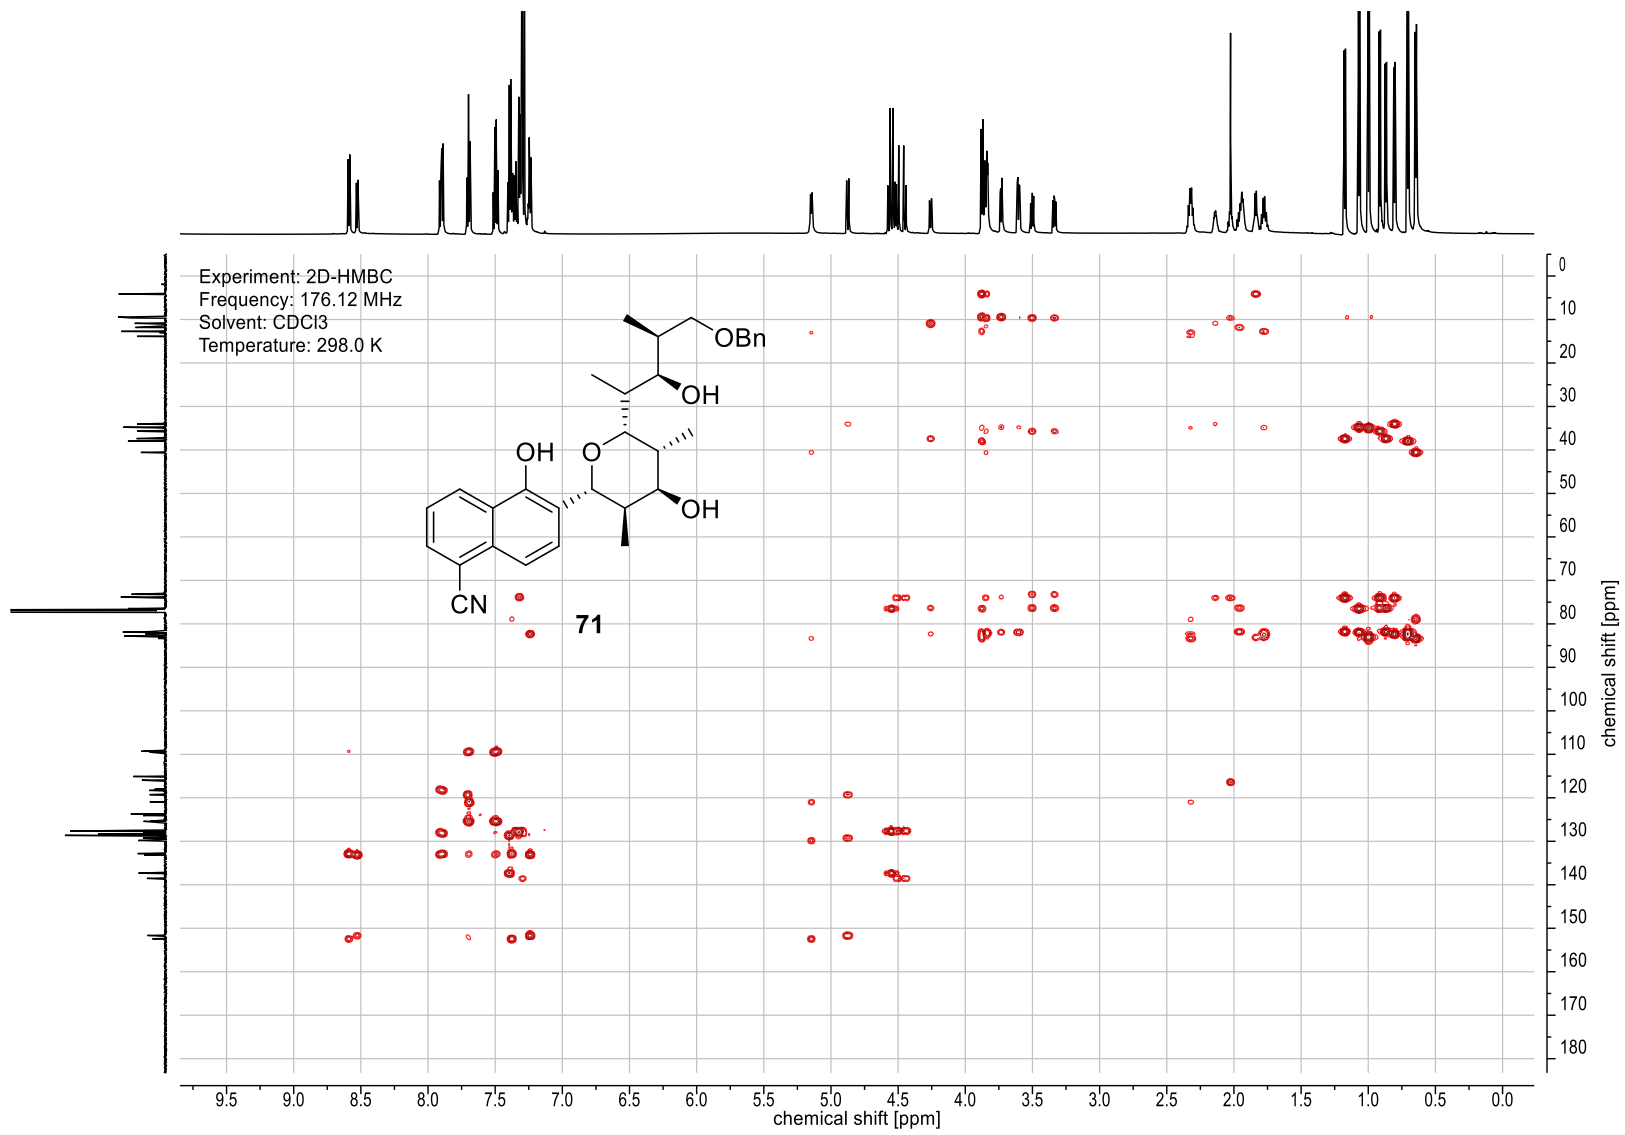 Experiment: 2D-HMBC
Frequency: 176.12 MHz
Solvent: CDCl3
Temperature: 298.0 K
OBn
OH
OH
O
OH
CN
71
0
10
20
30
40
50
60
70
80
90
100
110
120
130
140
150
160
170
180
chemical shift [ppm]
9.5 9.0 8.5 8.0 7.5 7.0 6.5 6.0 5.5 5.0 4.5 4.0 3.5 3.0 2.5 2.0 1.5 1.0 0.5 0.0
chemical shift [ppm]